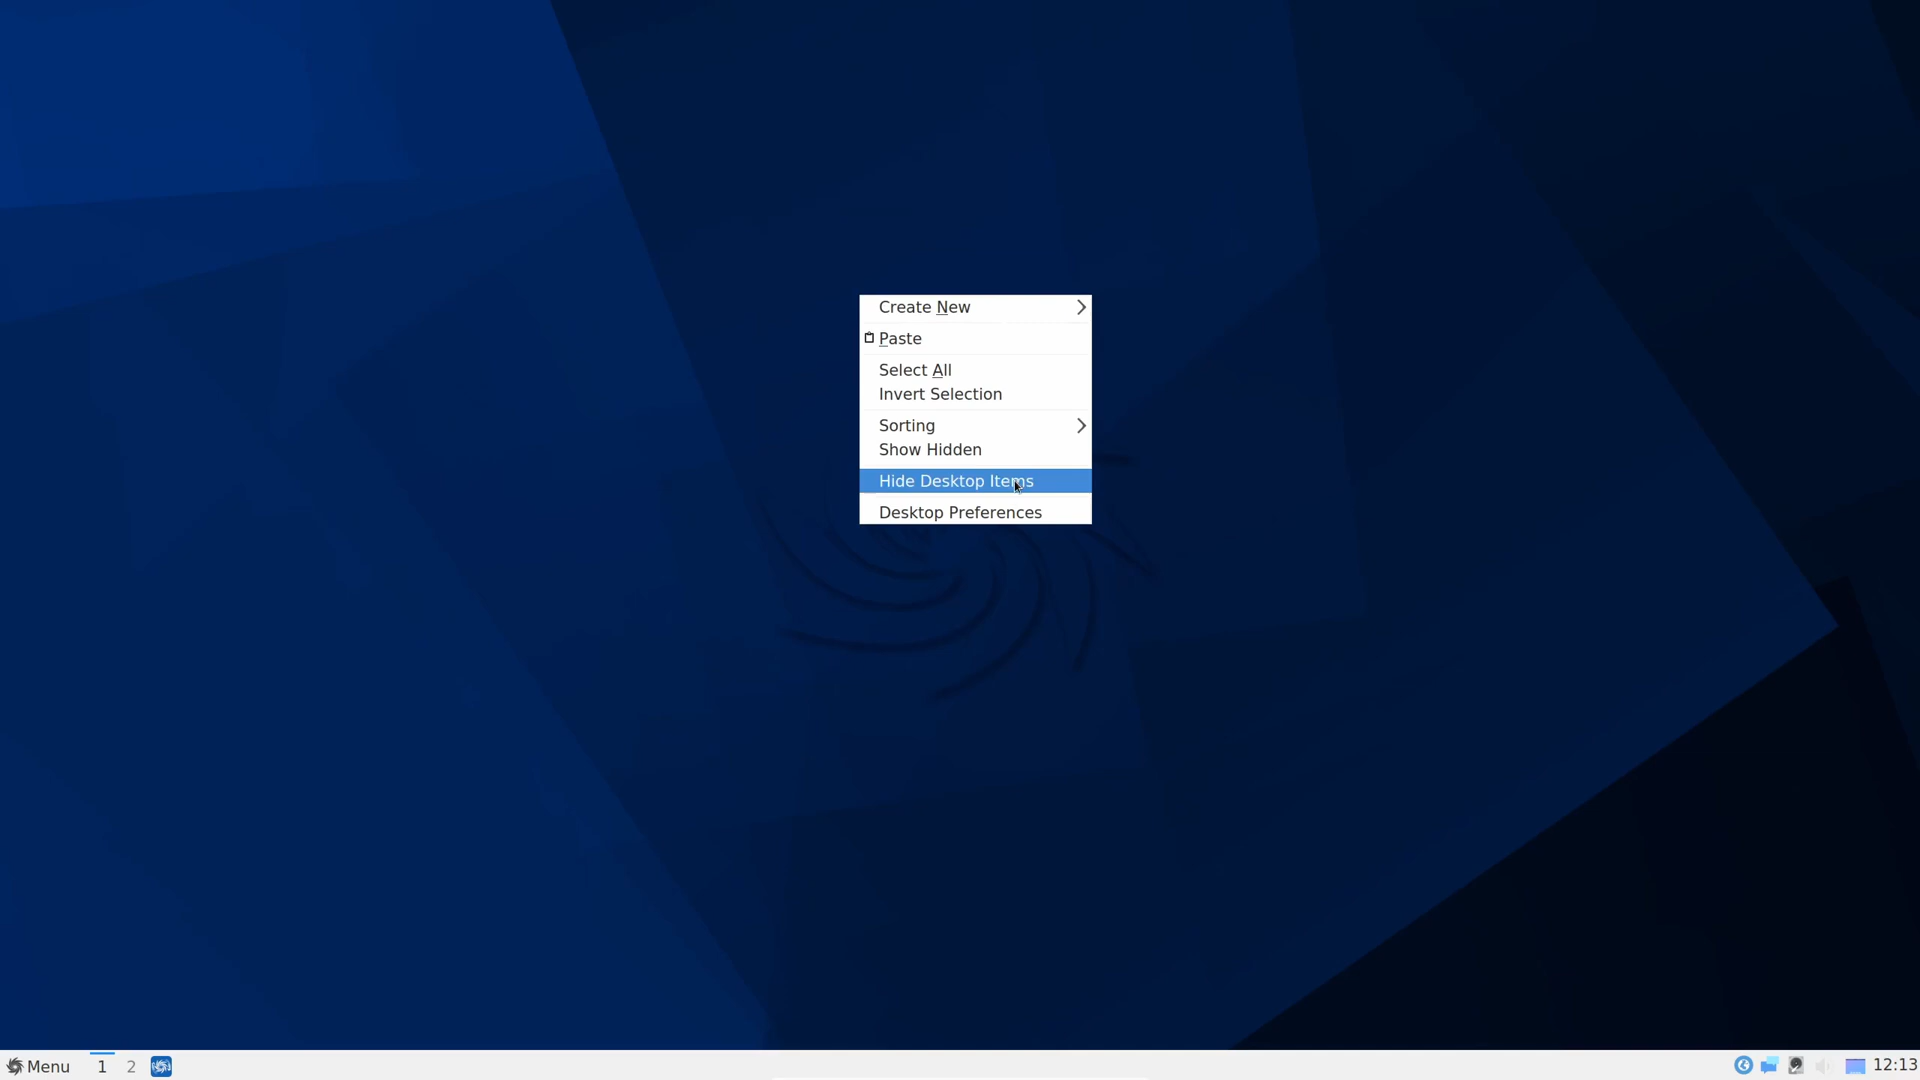 Create New
Paste
Select All
Invert Selection
Sorting
Show Hidden
Hide Desktop Items
Desktop Preferences
Menu 1 2 12:13